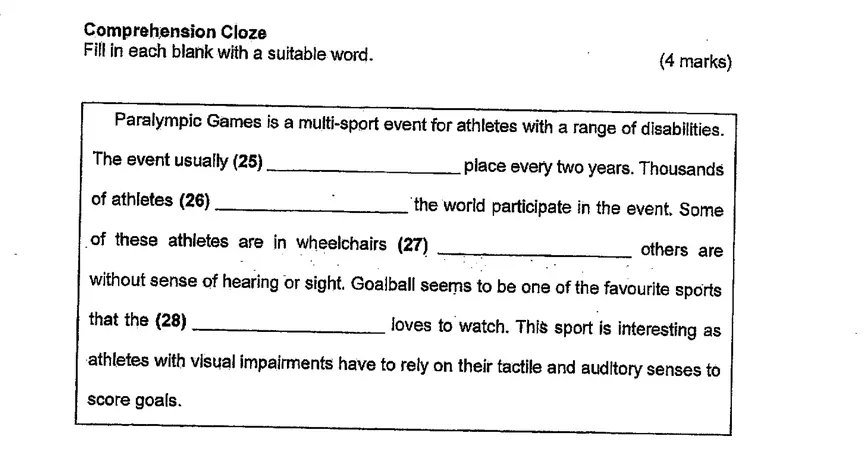 Comprehension Cloze
Fill in each blank with a suitable word.
(4 marks)
Paralympic Games is a multi-sport event for athletes with a range of disabilities.
The event usually (25) ____________________ place every two years. Thousands
of athletes (26) ____________________ the world participate in the event. Some
of these athletes are in wheelchairs (27) ____________________ others are
without sense of hearing or sight. Goalball seems to be one of the favourite sports
that the (28) ____________________ loves to watch. This sport is interesting as
athletes with visual impairments have to rely on their tactile and auditory senses to
score goals.